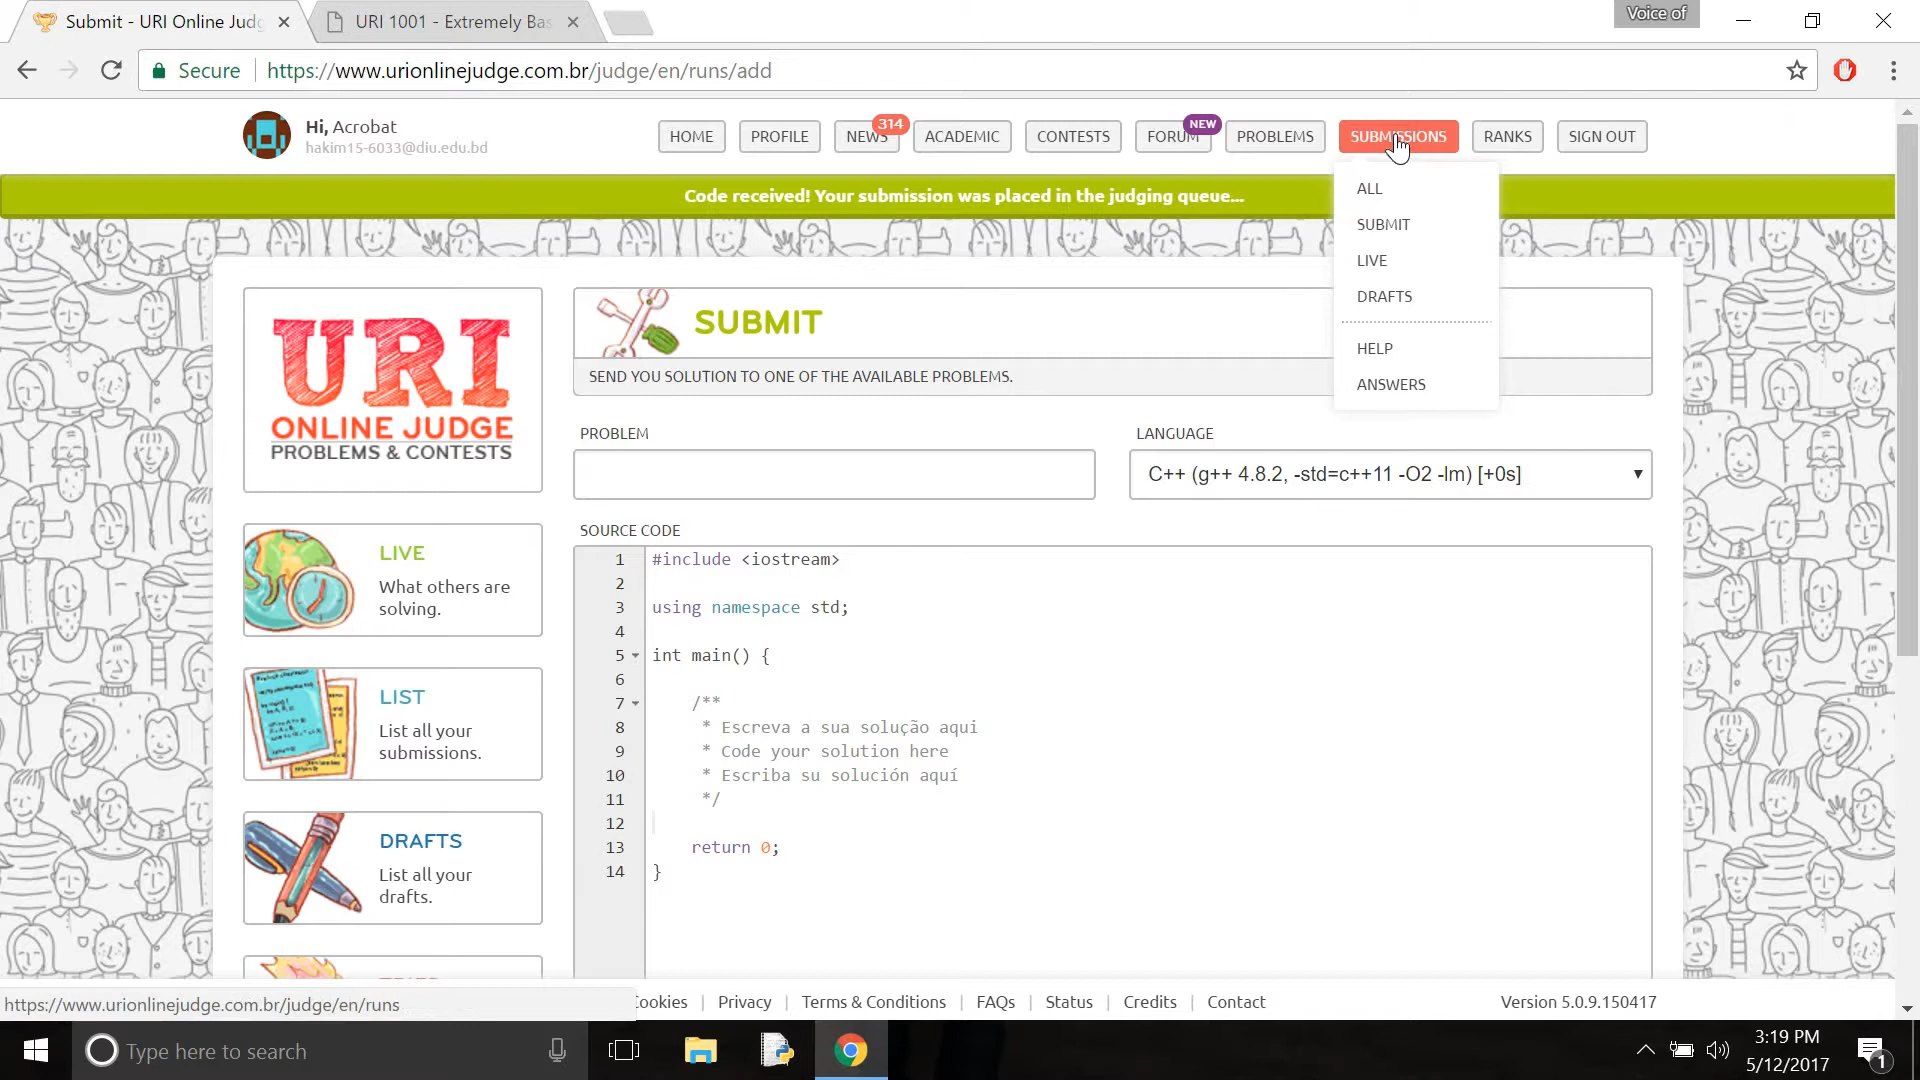 Submit - URI Online Judg
URI 1001 - Extremely Bas
Voice of
Secure
https://www.urionlinejudge.com.br/judge/en/runs/add
Hi, Acrobat
hakim15-6033@diu.edu.bd
HOME
PROFILE
NEWS
314
ACADEMIC
CONTESTS
FORUM
NEW
PROBLEMS
SUBMISSIONS
RANKS
SIGN OUT
Code received! Your submission was placed in the judging queue...
ALL
SUBMIT
LIVE
DRAFTS
HELP
ANSWERS
URI
ONLINE JUDGE
PROBLEMS & CONTESTS
SUBMIT
SEND YOU SOLUTION TO ONE OF THE AVAILABLE PROBLEMS.
PROBLEM
LANGUAGE
C++ (g++ 4.8.2, -std=c++11 -O2 -lm) [+0s]
LIVE
What others are
solving.
LIST
List all your
submissions.
DRAFTS
List all your
drafts.
SOURCE CODE
1 #include <iostream>
2
3 using namespace std;
4
5 int main() {
6
7 /**
8 * Escreva a sua solução aqui
9 * Code your solution here
10 * Escriba su solución aquí
11 */
12
13 return 0;
14 }
https://www.urionlinejudge.com.br/judge/en/runs
Cookies | Privacy | Terms & Conditions | FAQs | Status | Credits | Contact
Version 5.0.9.150417
Type here to search
3:19 PM
5/12/2017
1